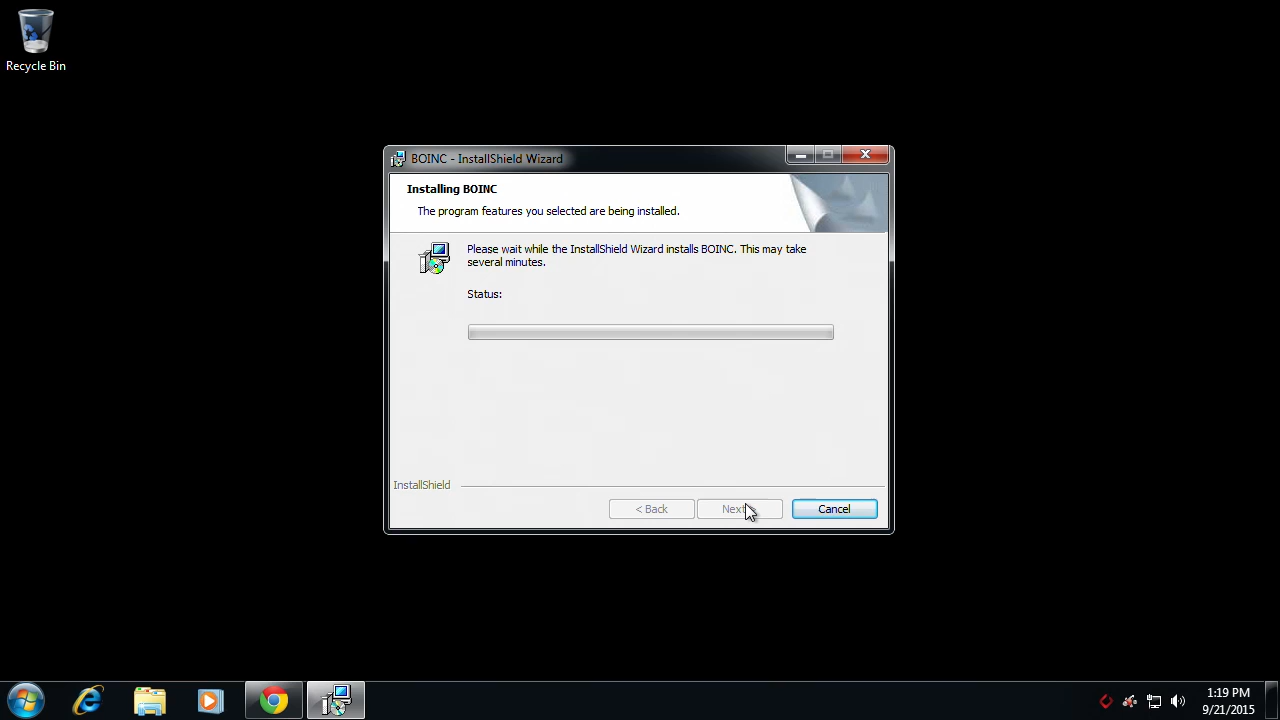 Recycle Bin
BOINC - InstallShield Wizard
Installing BOINC
The program features you selected are being installed.
Please wait while the InstallShield Wizard installs BOINC. This may take
several minutes.
Status:
InstallShield
< Back
Next
Cancel
1:19 PM
9/21/2015